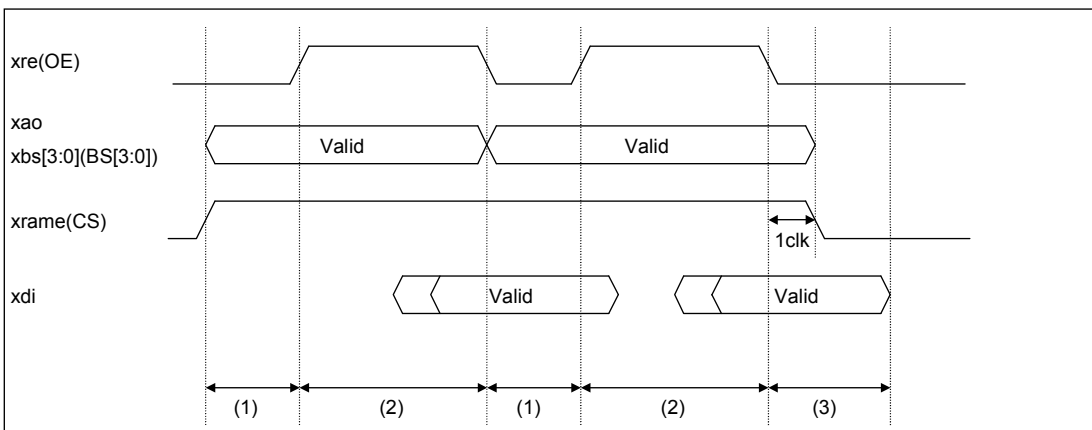 xre(OE)
xao
xbs[3:0](BS[3:0])
Valid
Valid
xrame(CS)
1clk
xdi
Valid
Valid
(1)
(2)
(1)
(2)
(3)